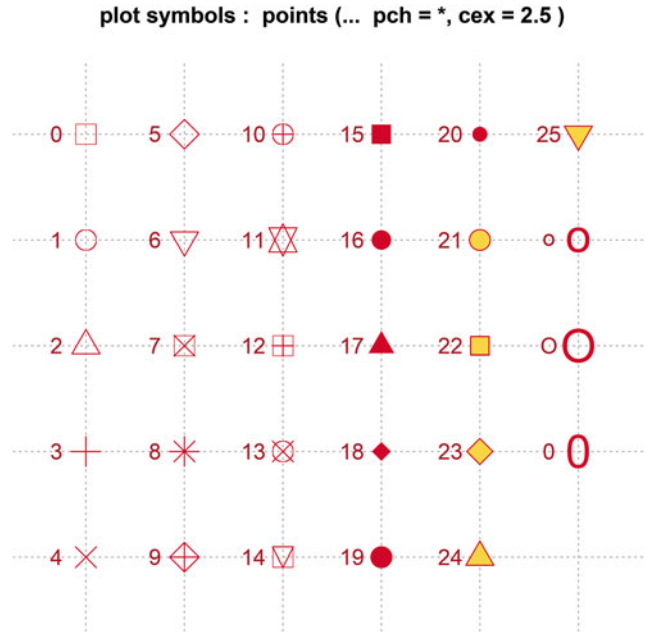 plot symbols : points (... pch = *, cex = 2.5 )
0 5 10 15 20 25
1 6 11 16 21 o o
2 7 12 17 22 O O
3 8 13 18 23 0 0
4 9 14 19 24